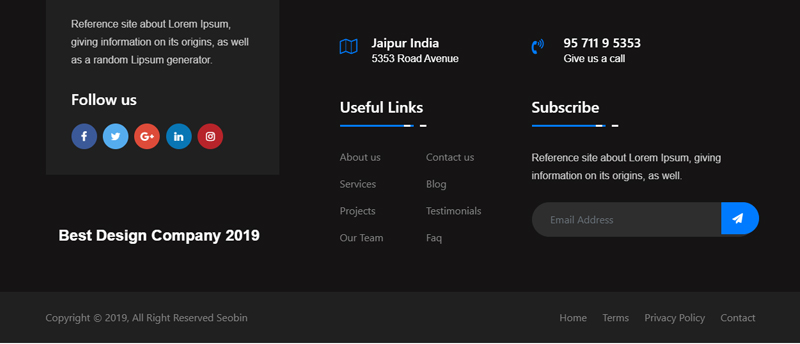 Reference site about Lorem Ipsum,
giving information on its origins, as well
as a random Lipsum generator.
Follow us
f
G+
in
Best Design Company 2019
Jaipur India
5353 Road Avenue
95 711 9 5353
Give us a call
Useful Links
About us
Contact us
Services
Blog
Projects
Testimonials
Our Team
Faq
Subscribe
Reference site about Lorem Ipsum, giving
information on its origins, as well.
Email Address
Copyright © 2019, All Right Reserved Seobin
Home Terms Privacy Policy Contact